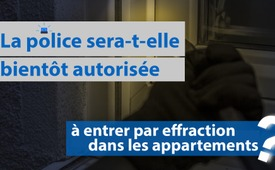 La police sera-t-elle
bientôt autorisée
à entrer par effraction
dans les appartements ?